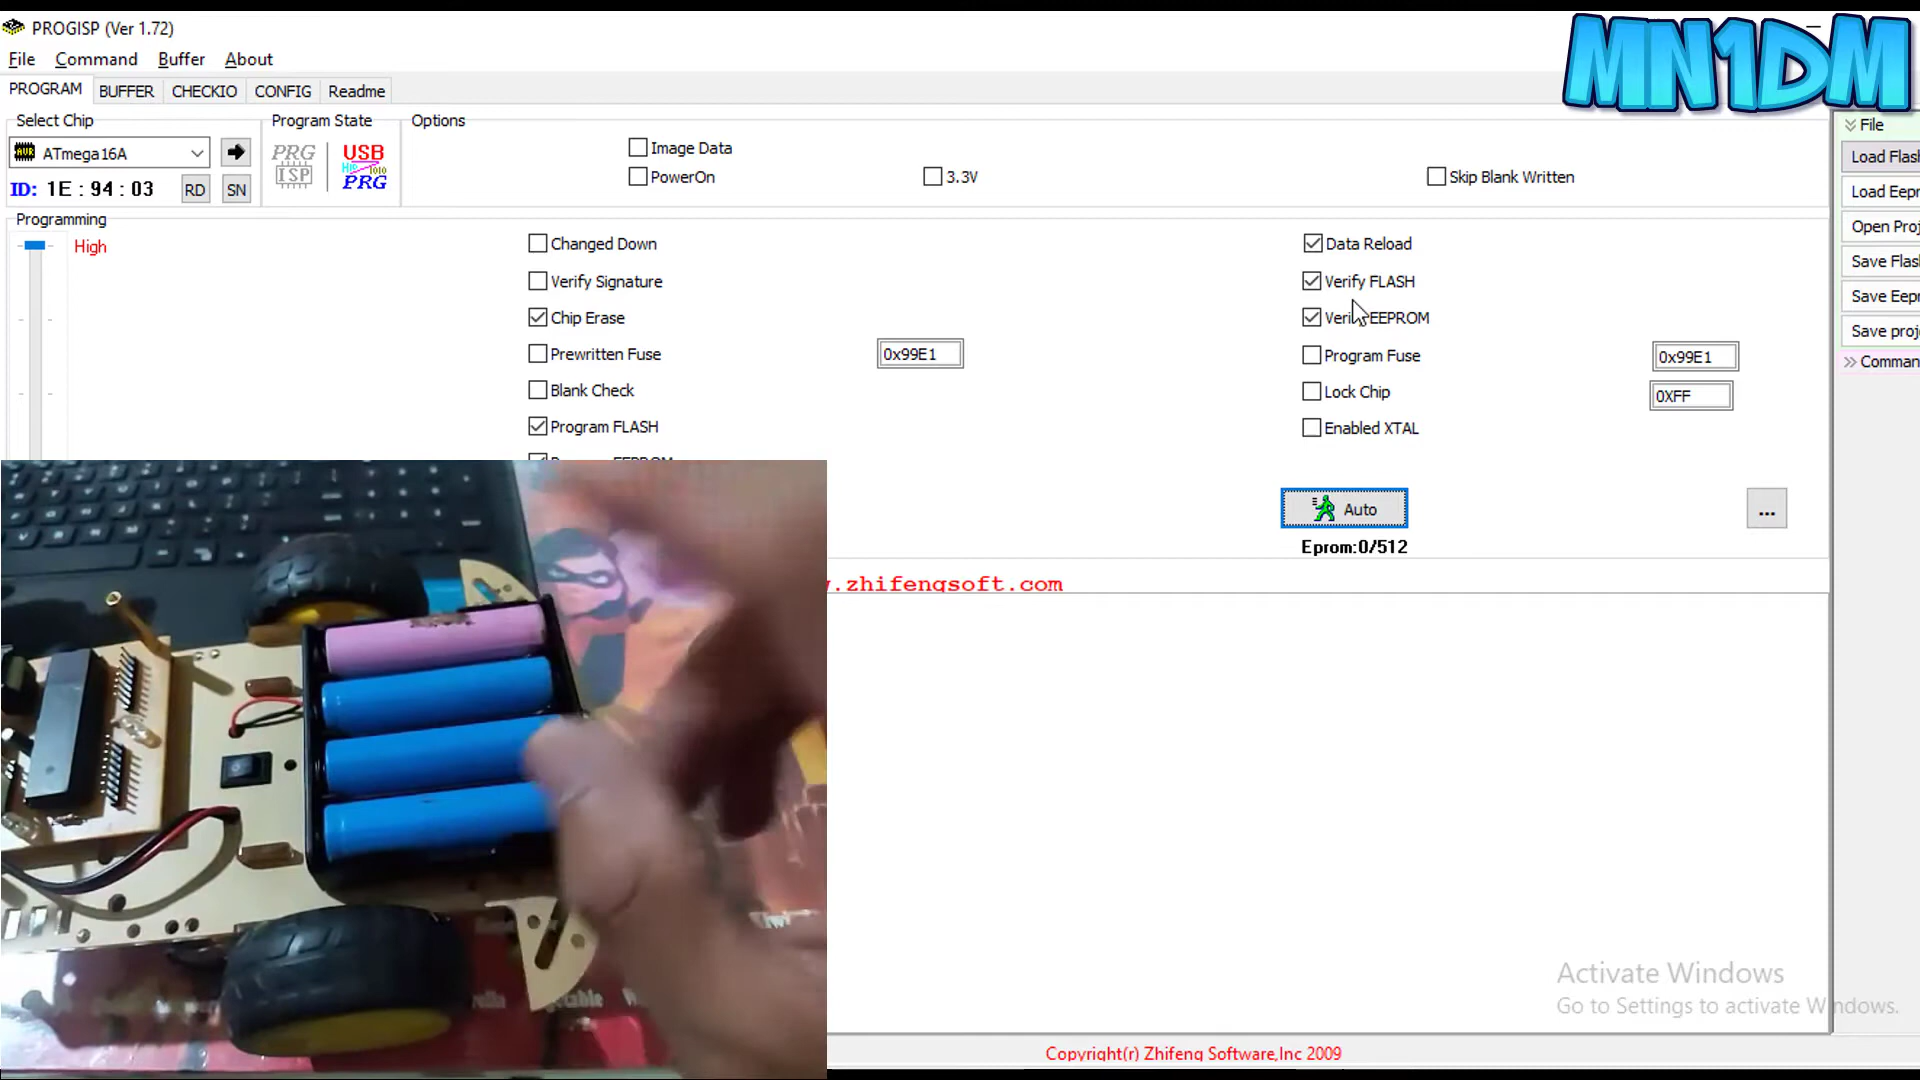 PROGISP (Ver 1.72)
MN1DM
File Command Buffer About
PROGRAM BUFFER CHECKIO CONFIG Readme
Select Chip Program State Options
File
ATmega16A
PRG ISP USB PRG
Image Data
Load Flash
PowerOn 3.3V Skip Blank Written
ID: 1E : 94 : 03 RD SN
Load Eepr
Programming
Open Proj
High
Changed Down Data Reload
Save Flas
Verify Signature Verify FLASH
Save Eepr
Chip Erase Verify EEPROM
Save proj
Prewritten Fuse 0x99E1 Program Fuse 0x99E1
Comman
Blank Check Lock Chip 0XFF
Program FLASH Enabled XTAL
Auto ...
Eprom:0/512
.zhifengsoft.com
Activate Windows
Go to Settings to activate Windows.
Copyright(r) Zhifeng Software,Inc 2009